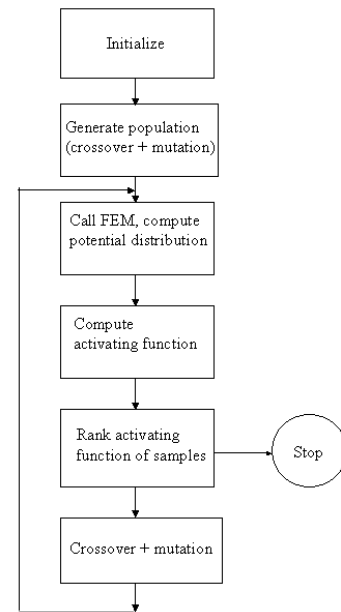 Initialize
Generate population
(crossover + mutation)
Call FEM, compute
potential distribution
Compute
activating function
Rank activating
function of samples
Stop
Crossover + mutation